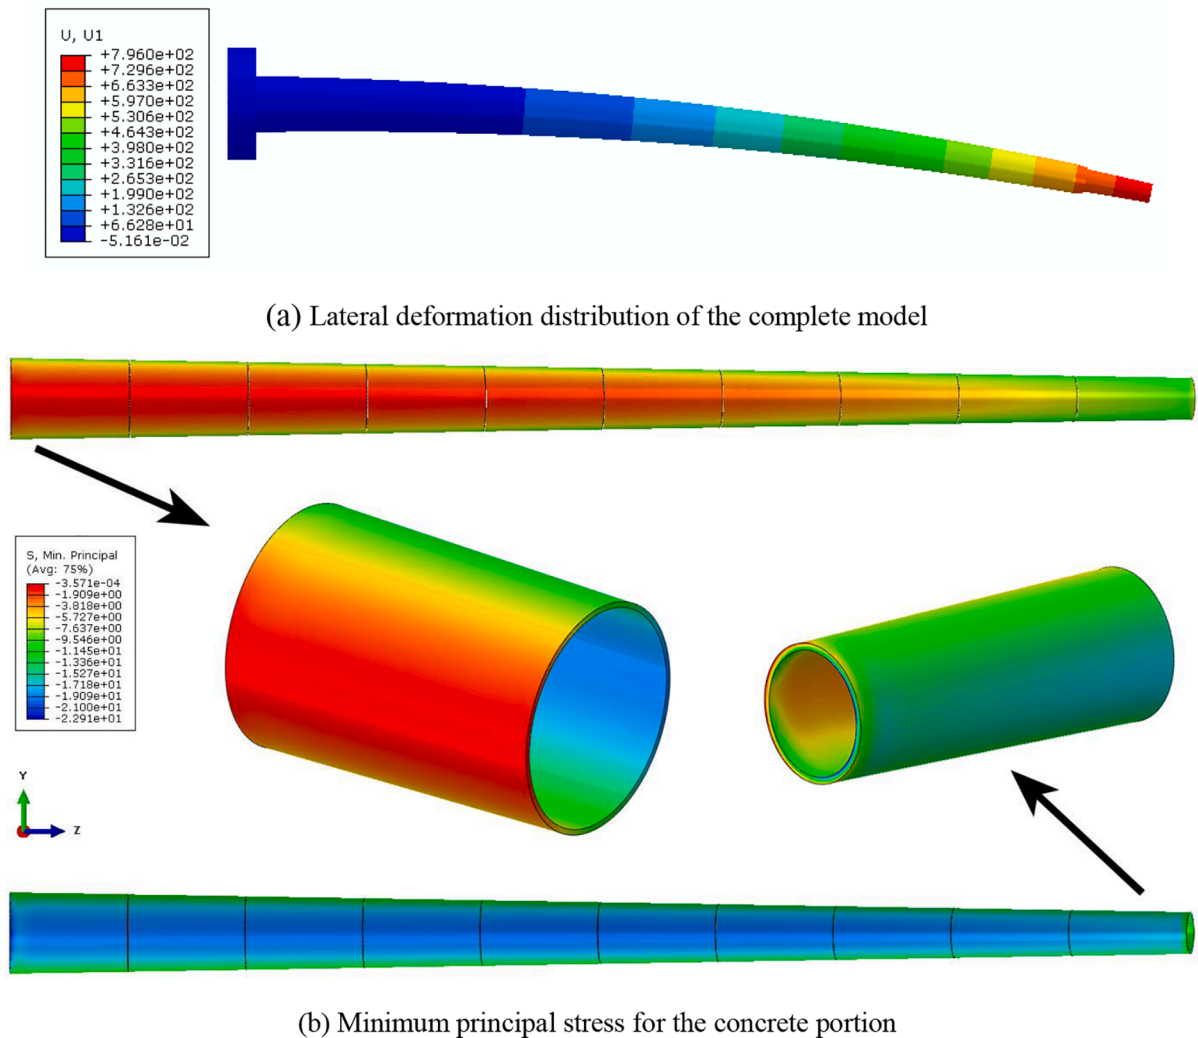 U, U1
+7.960e+02
+7.296e+02
+6.633e+02
+5.970e+02
+5.306e+02
+4.643e+02
+3.980e+02
+3.316e+02
+2.653e+02
+1.990e+02
+1.326e+02
+6.628e+01
-5.161e-02
(a) Lateral deformation distribution of the complete model
S, Min. Principal
(Avg: 75%)
-3.571e-04
-1.909e+00
-3.818e+00
-5.727e+00
-7.637e+00
-9.546e+00
-1.145e+01
-1.336e+01
-1.527e+01
-1.718e+01
-1.909e+01
-2.100e+01
-2.291e+01
Y
Z
(b) Minimum principal stress for the concrete portion